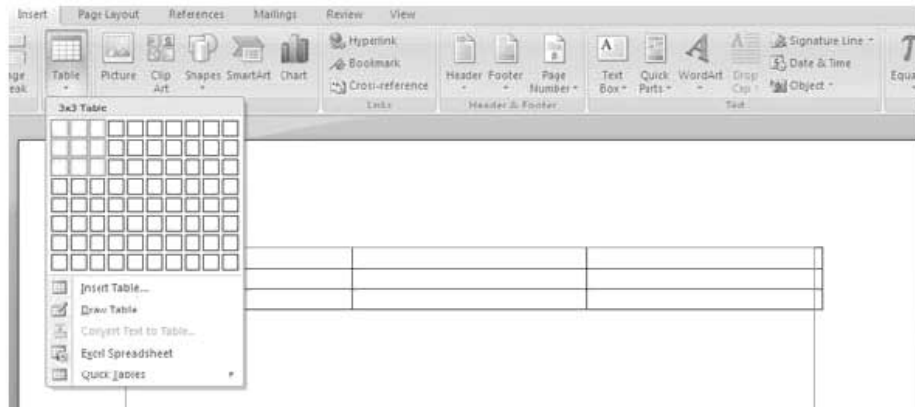 Insert Page Layout References Mailings Review View
Table Picture Clip Art Shapes SmartArt Chart
Hyperlink
Bookmark
Cross-reference
Links
Header Footer Page Number
Header & Footer
Text Box Quick Parts WordArt Drop Cap
Signature Line
Date & Time
Object
Text
3x3 Table
Insert Table...
Draw Table
Convert Text to Table...
Excel Spreadsheet
Quick Tables